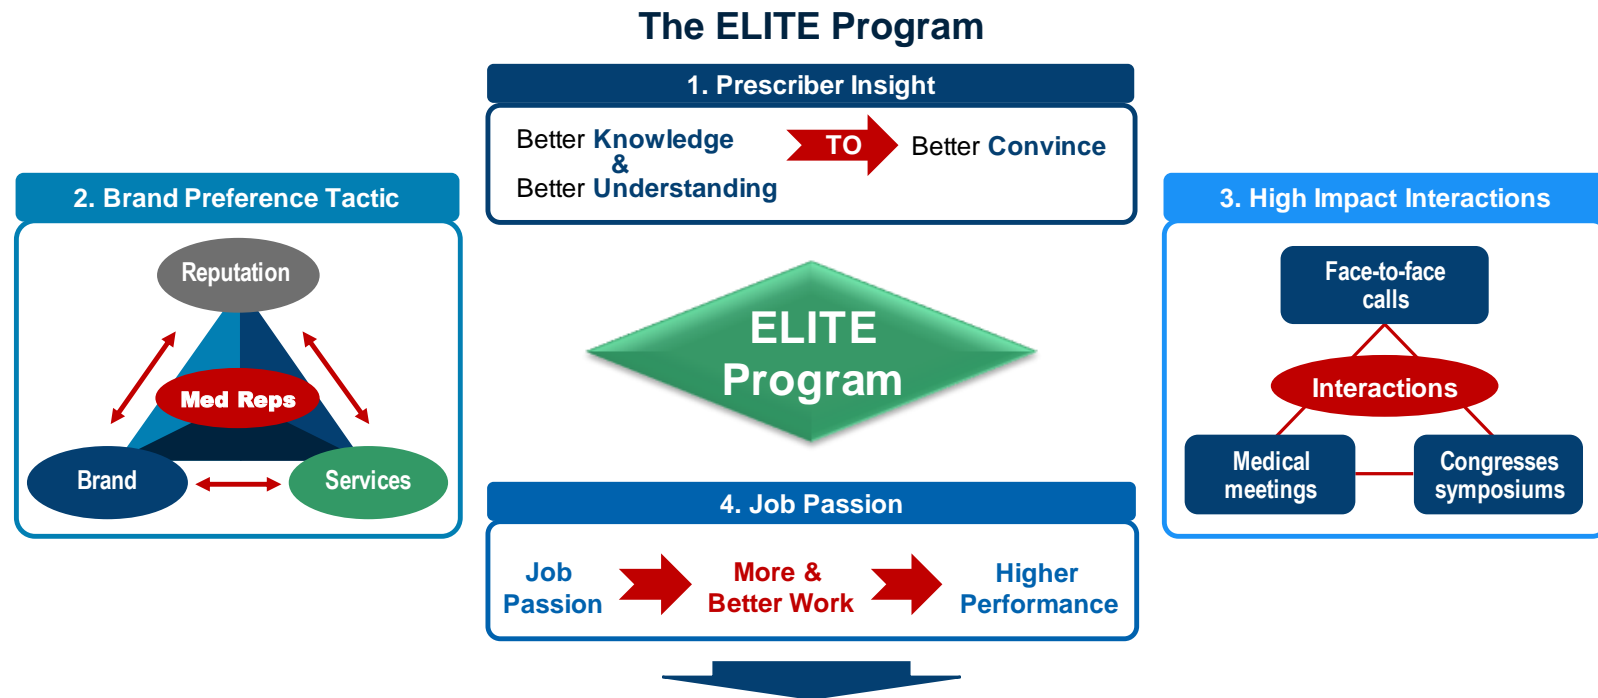 The ELITE Program
1. Prescriber Insight
Better Knowledge
&
Better Understanding
TO
Better Convince
2. Brand Preference Tactic
Reputation
Med Reps
Brand
Services
ELITE
Program
3. High Impact Interactions
Face-to-face
calls
Interactions
Medical
meetings
Congresses
symposiums
4. Job Passion
Job
Passion
More &
Better Work
Higher
Performance